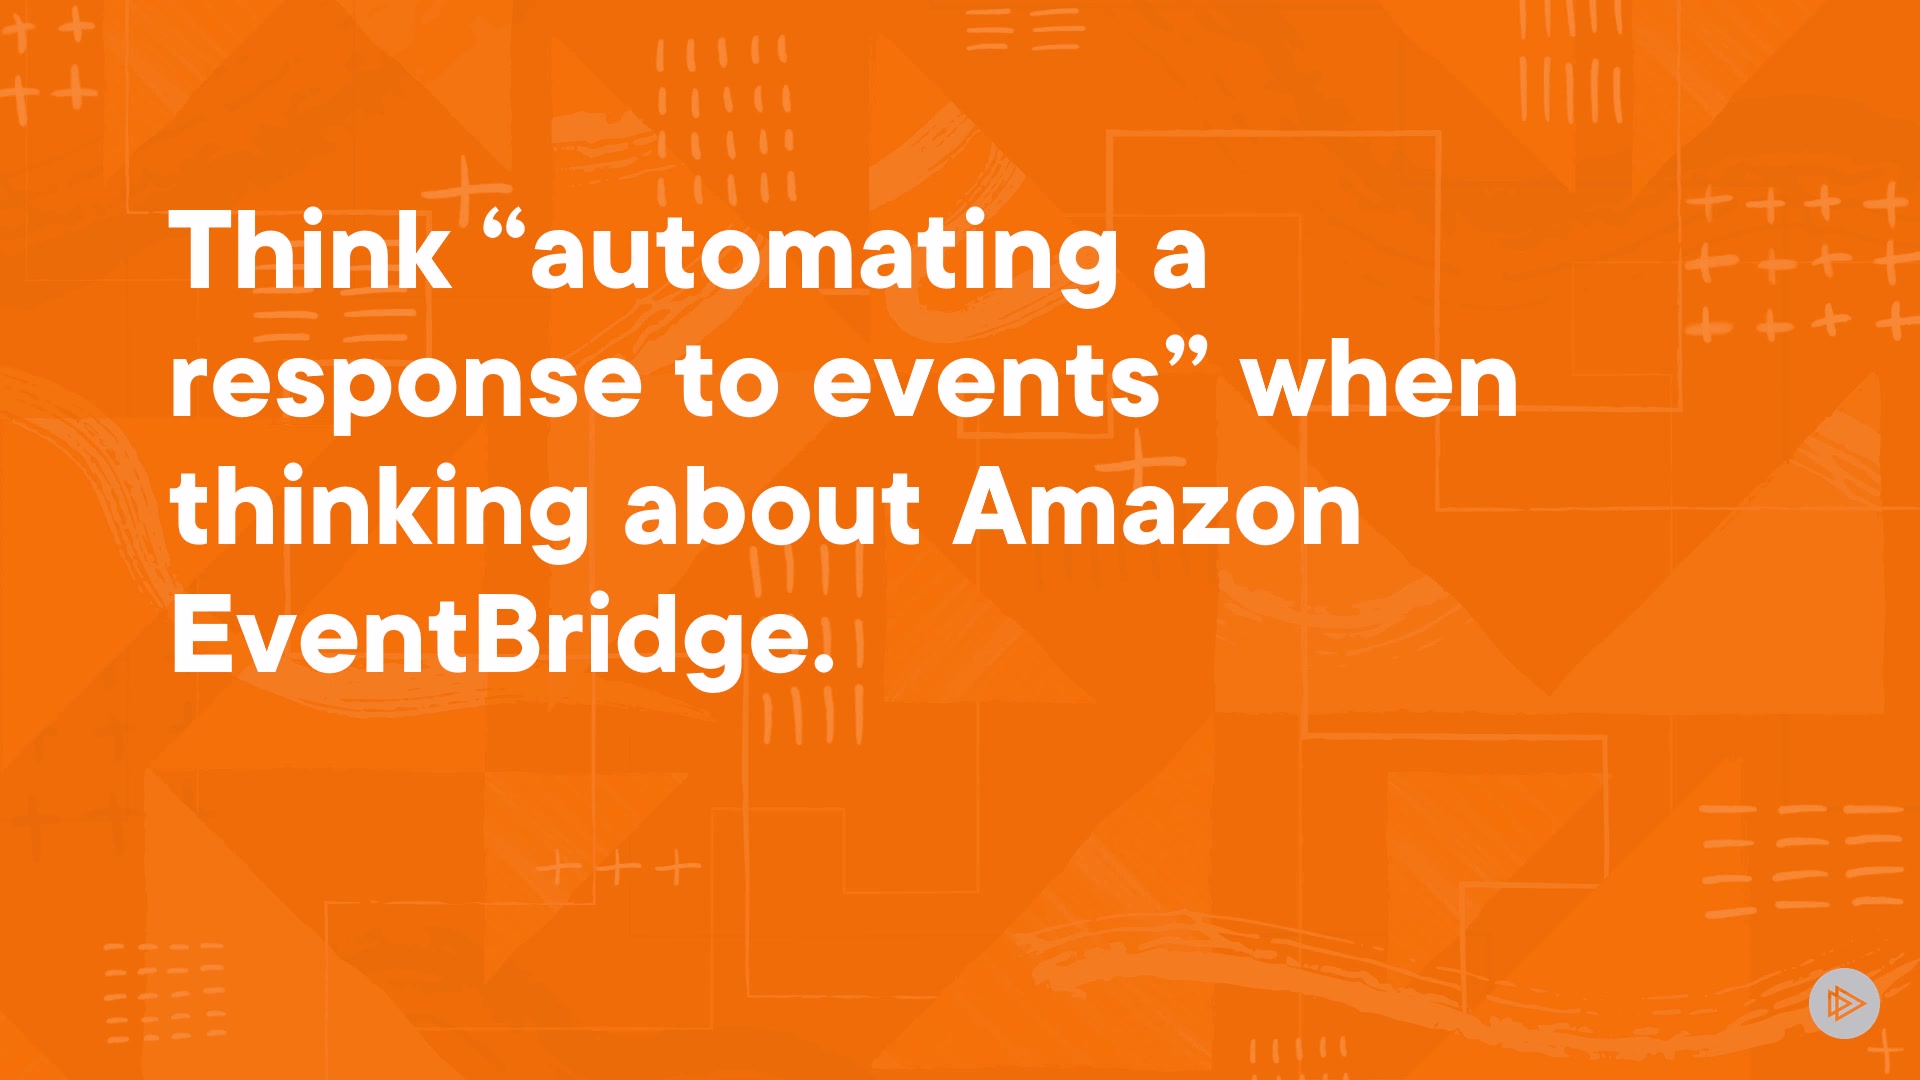 Think “automating a
response to events” when
thinking about Amazon
EventBridge.